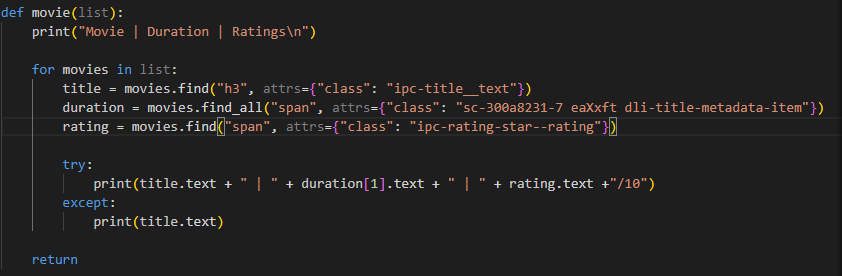 def movie(list):
    print("Movie | Duration | Ratings\n")
    for movies in list:
        title = movies.find("h3", attrs={"class": "ipc-title__text"})
        duration = movies.find_all("span", attrs={"class": "sc-300a8231-7 eaXxft dli-title-metadata-item"})
        rating = movies.find("span", attrs={"class": "ipc-rating-star--rating"})
        try:
            print(title.text + " | " + duration[1].text + " | " + rating.text +"/10")
        except:
            print(title.text)
    return